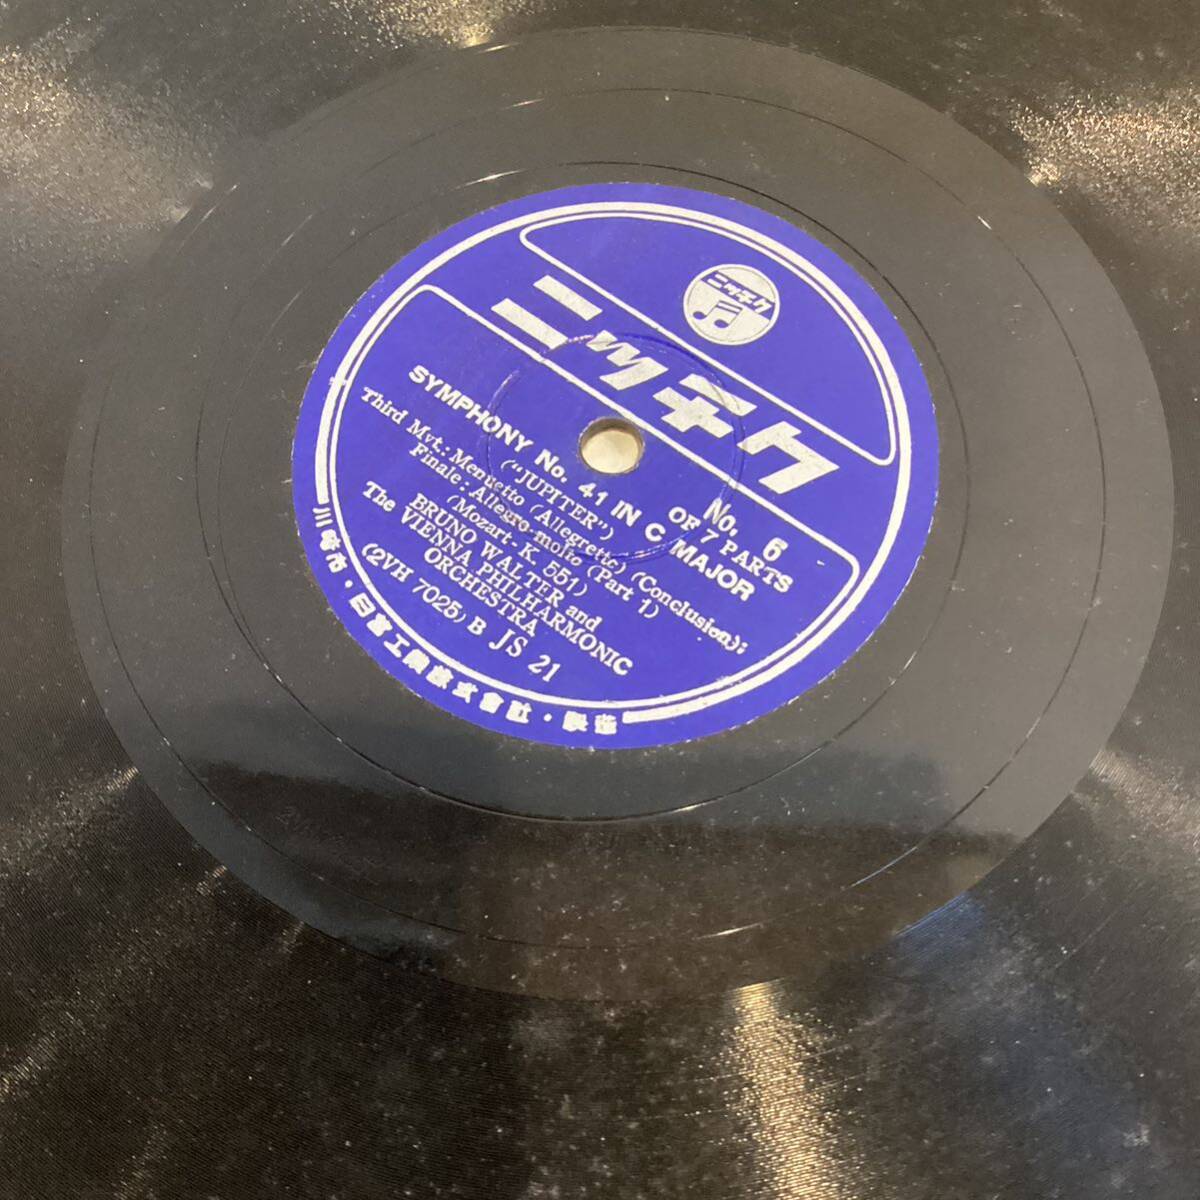 ニッチク
ニッチク
No. 6
OF 7 PARTS
SYMPHONY No. 41 IN C MAJOR
("JUPITER")
Third Mvt.: Menuetto (Allegretto) (Conclusion);
Finale: Allegro molto (Part 1)
(Mozart: K 551)
BRUNO WALTER and
The VIENNA PHILHARMONIC
ORCHESTRA
(2VH 7025) B JS 21
川崎市・日蓄工業株式會社・製造